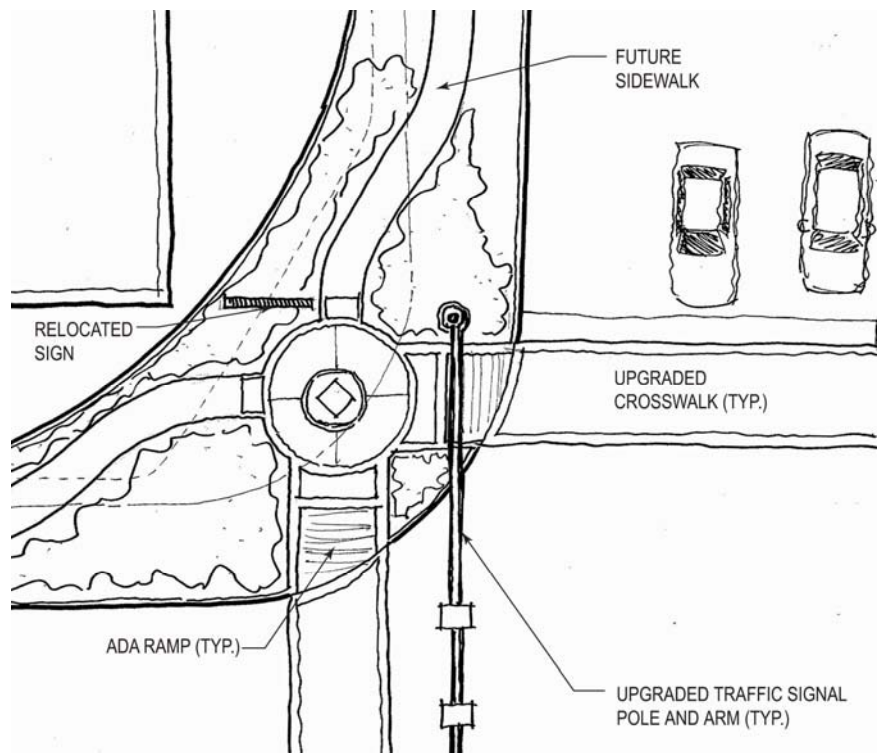 FUTURE
SIDEWALK
RELOCATED
SIGN
UPGRADED
CROSSWALK (TYP.)
ADA RAMP (TYP.)
UPGRADED TRAFFIC SIGNAL
POLE AND ARM (TYP.)